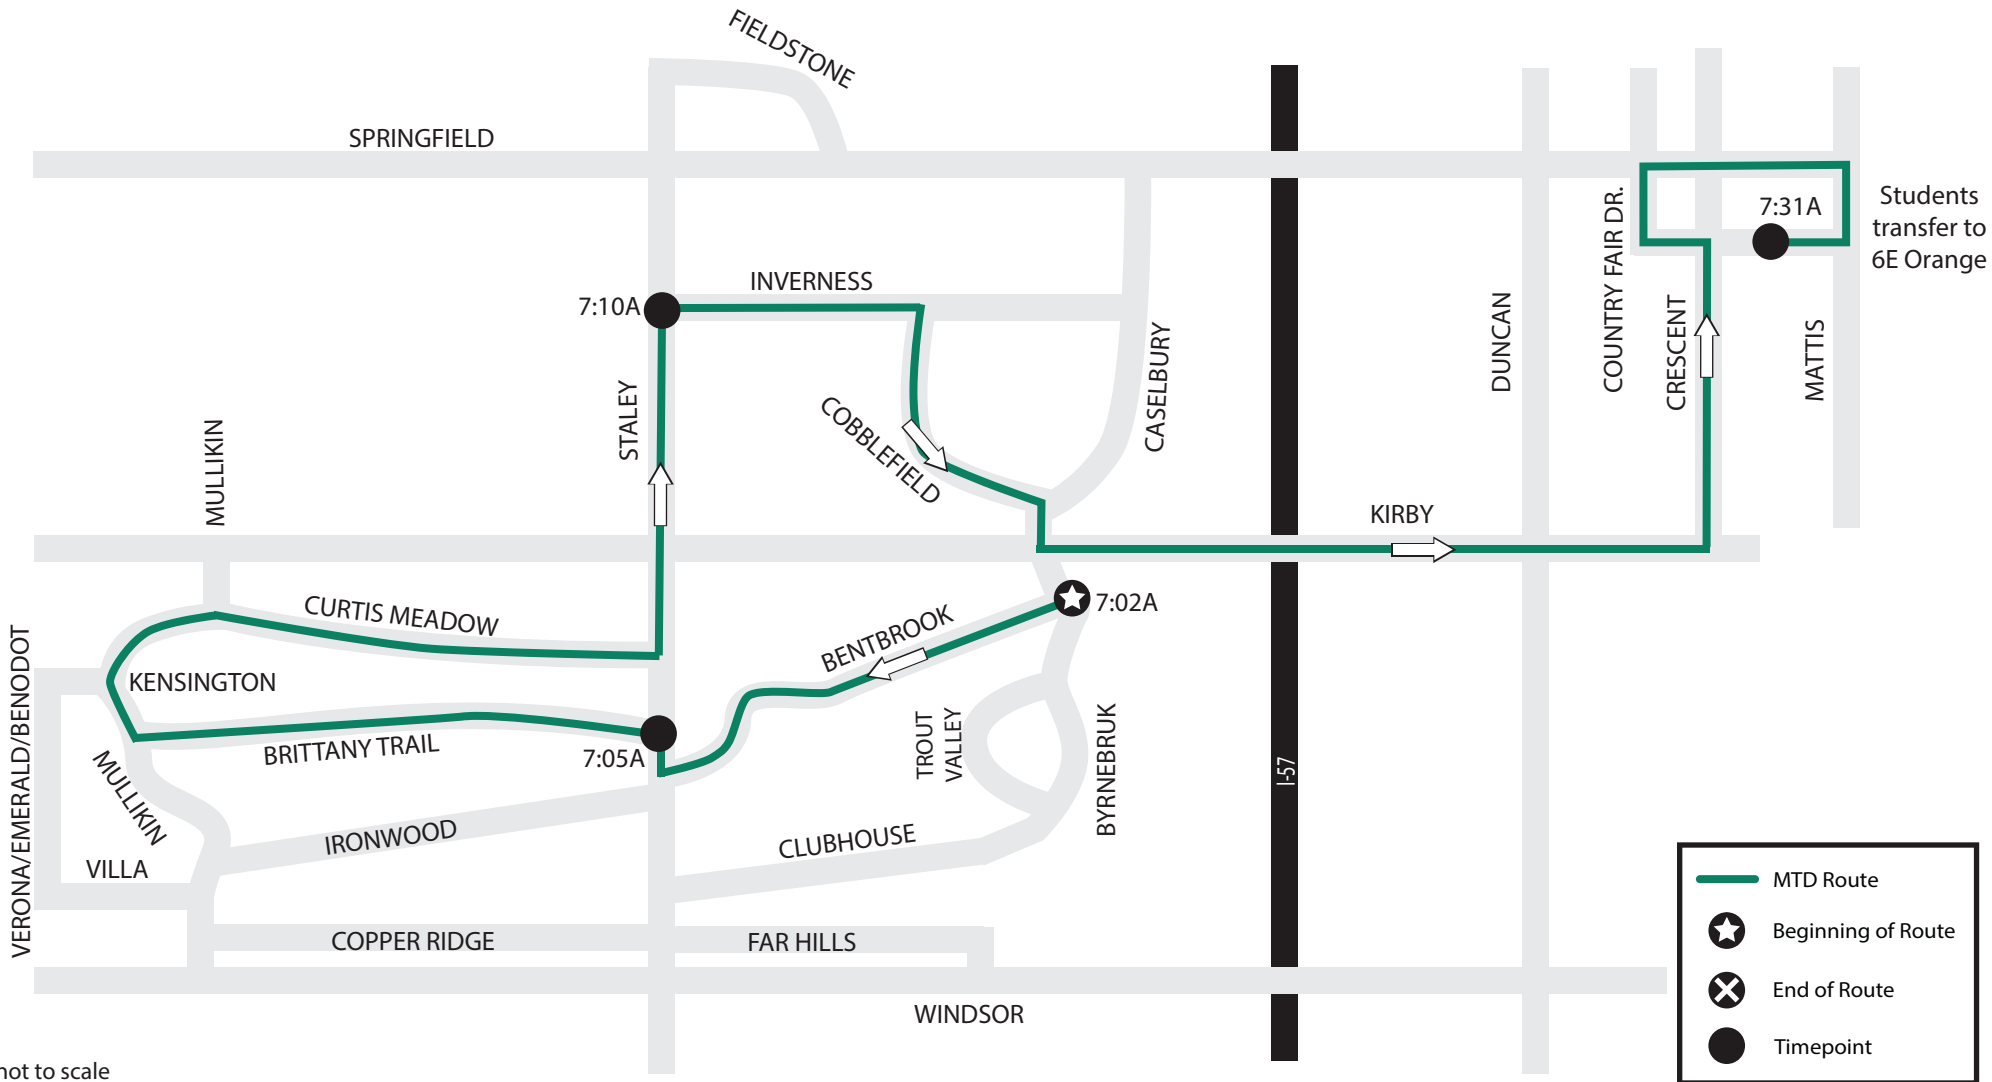 FIELDSTONE
SPRINGFIELD
Students
transfer to
6E Orange
7:31A
COUNTRY FAIR DR.
INVERNESS
7:10A
DUNCAN
CRESCENT
MATTIS
CASELBURY
STALEY
COBBLEFIELD
MULLIKIN
KIRBY
CURTIS MEADOW
BENTBROOK
7:02A
VERONA/EMERALD/BENODOT
KENSINGTON
TROUT
VALLEY
BYRNEBRUK
BRITTANY TRAIL
7:05A
I-57
MULLIKIN
IRONWOOD
CLUBHOUSE
VILLA
COPPER RIDGE
FAR HILLS
WINDSOR
MTD Route
Beginning of Route
End of Route
Timepoint
not to scale